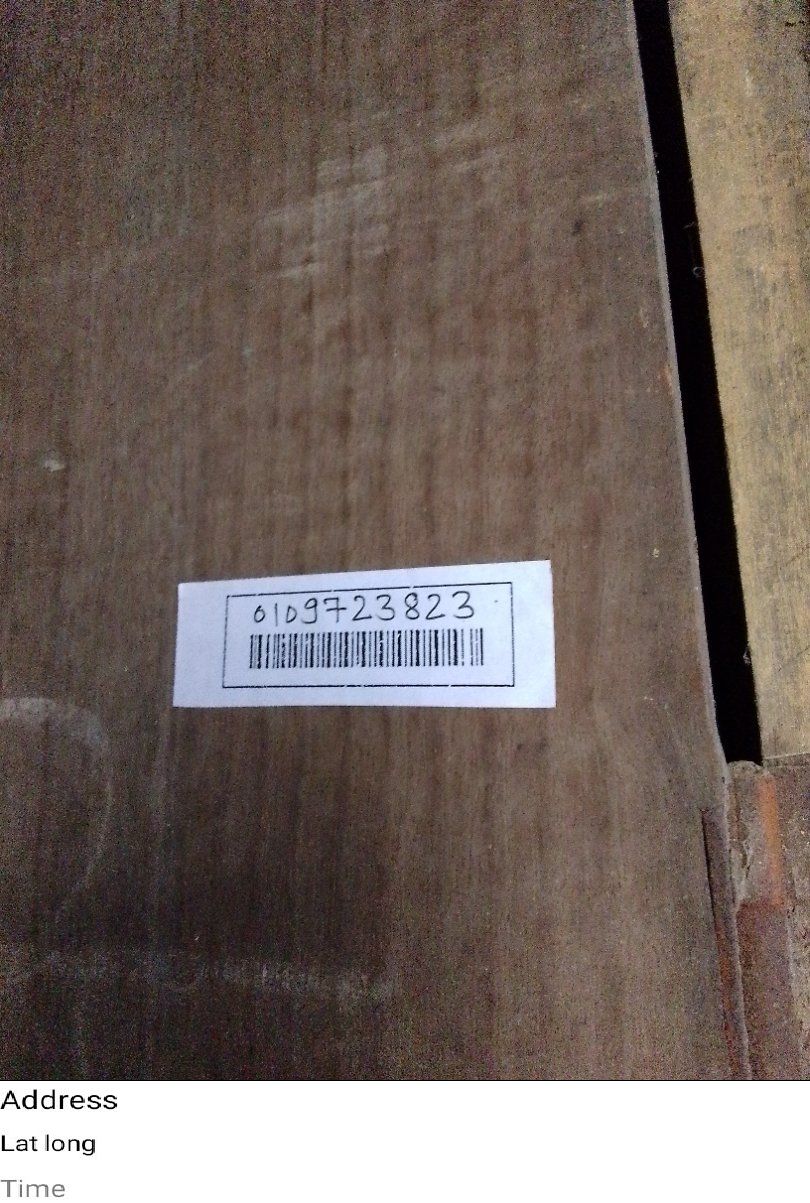 0109723823
Address
Lat long
Time